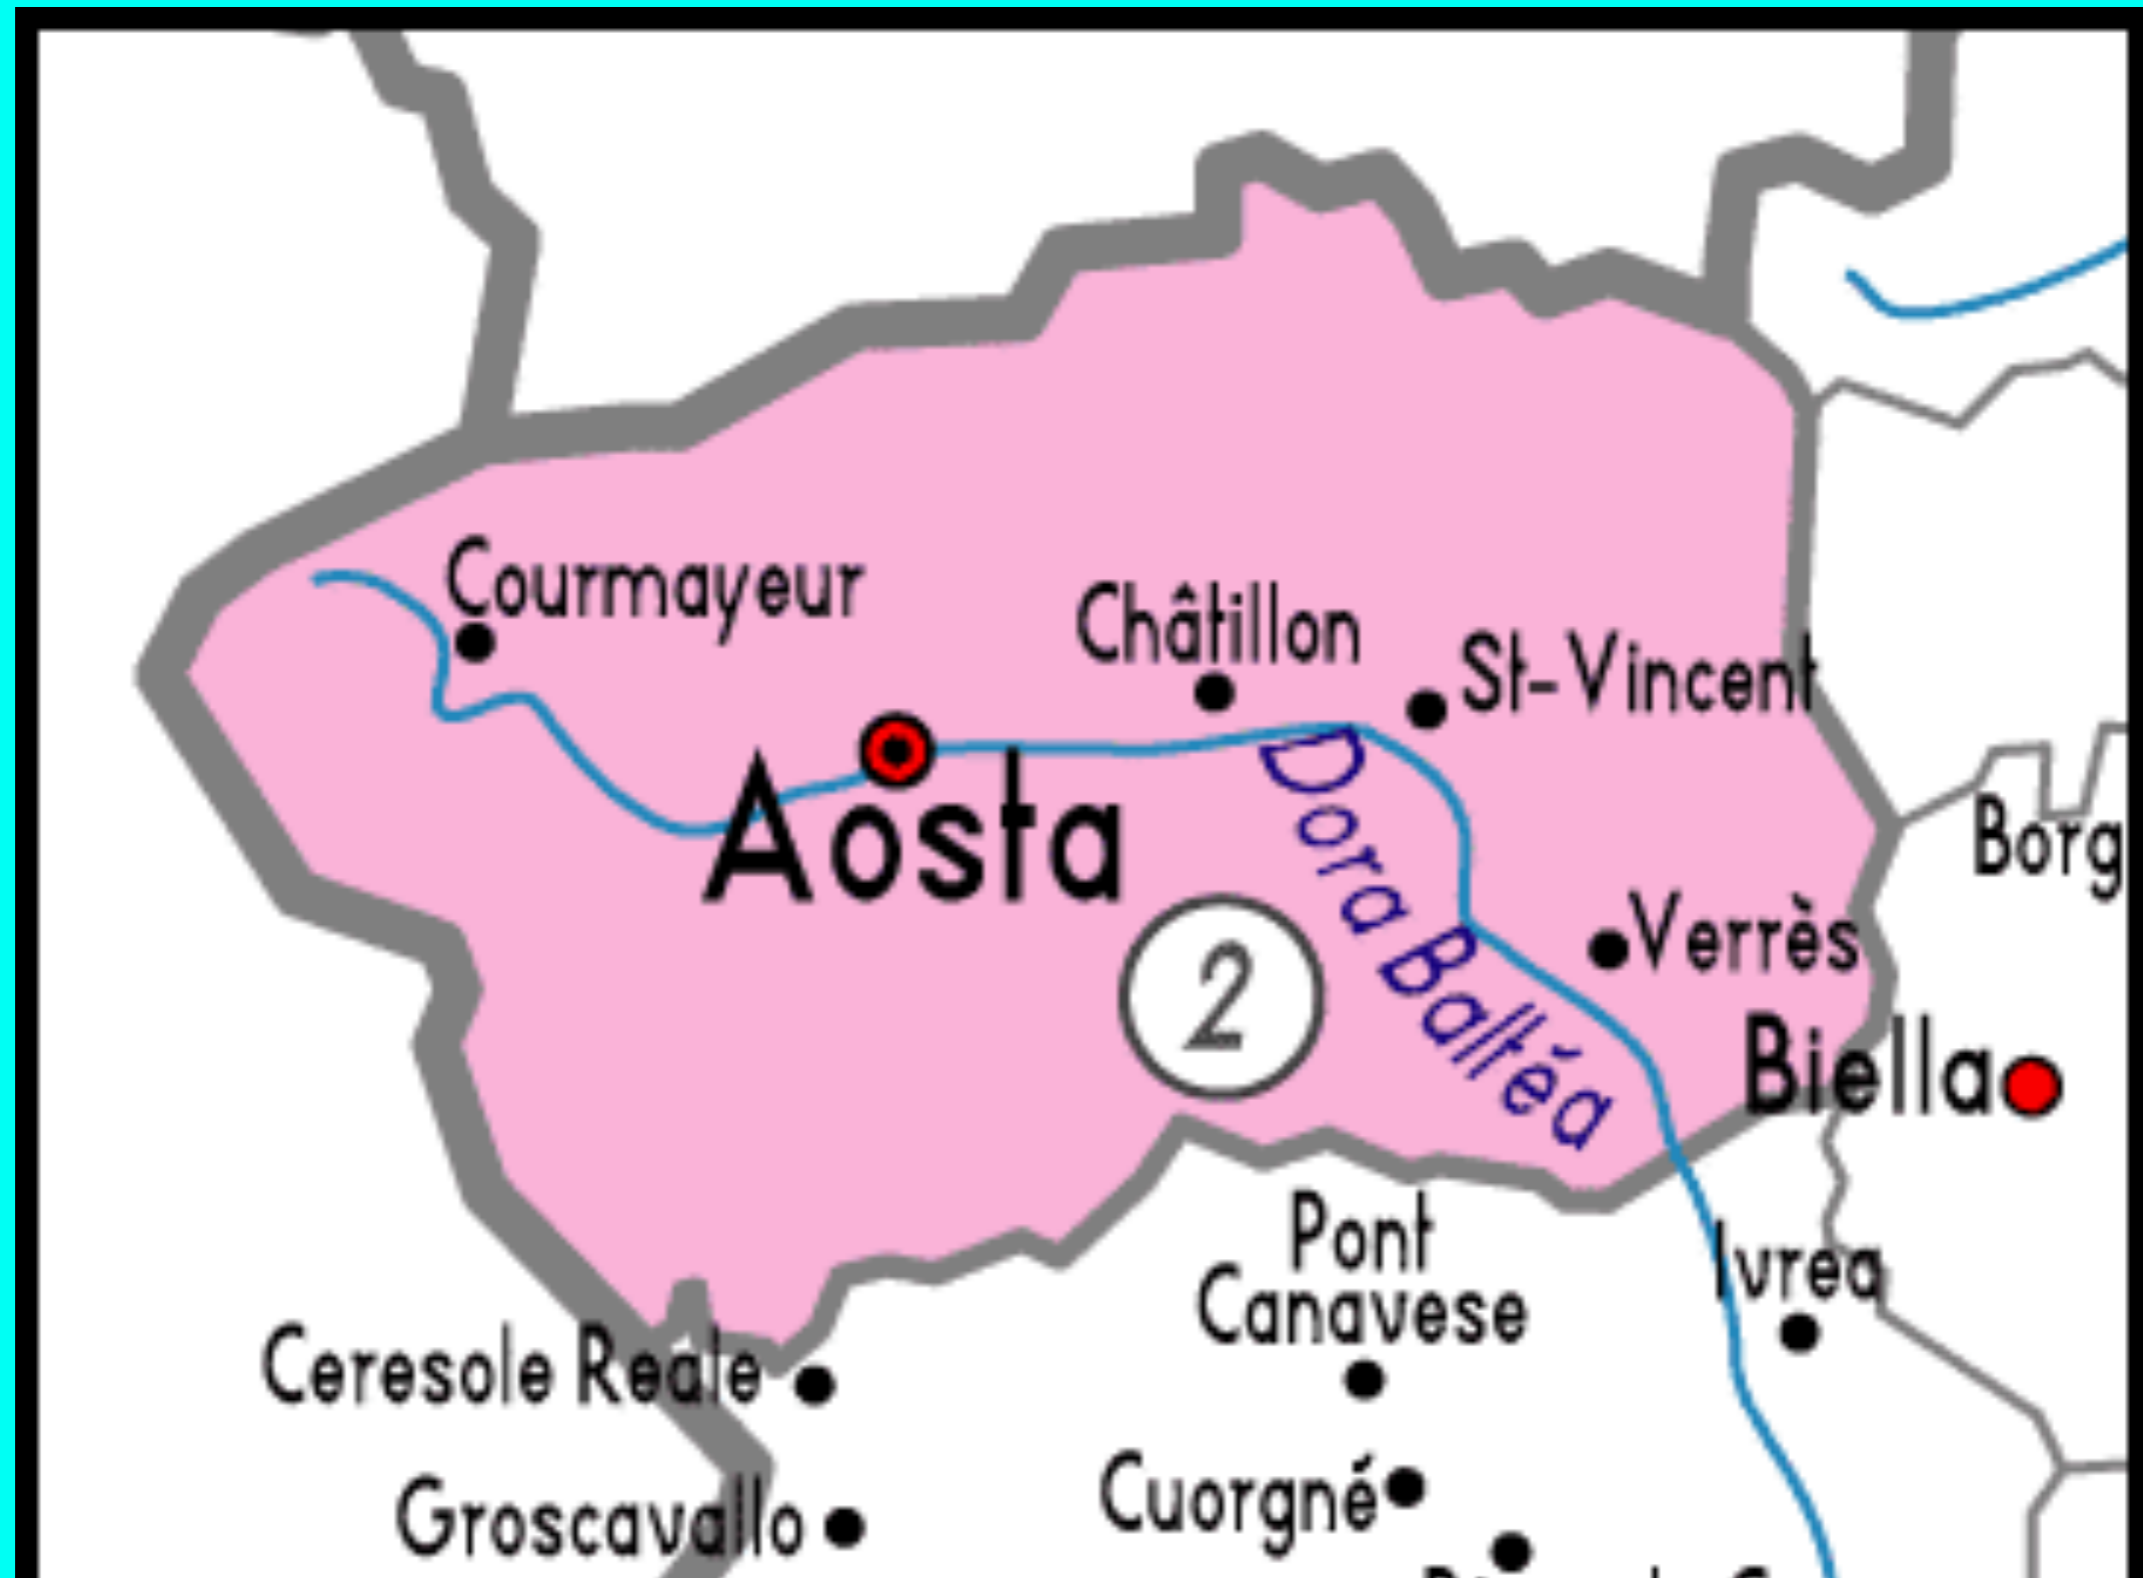 Courmayeur
Châtillon
St-Vincent
Aosta
Dora Baltéa
Borg
2
Verrès
Biella
Pont
Canavese
Ivrea
Ceresole Reale
Cuorgné
Groscavallo